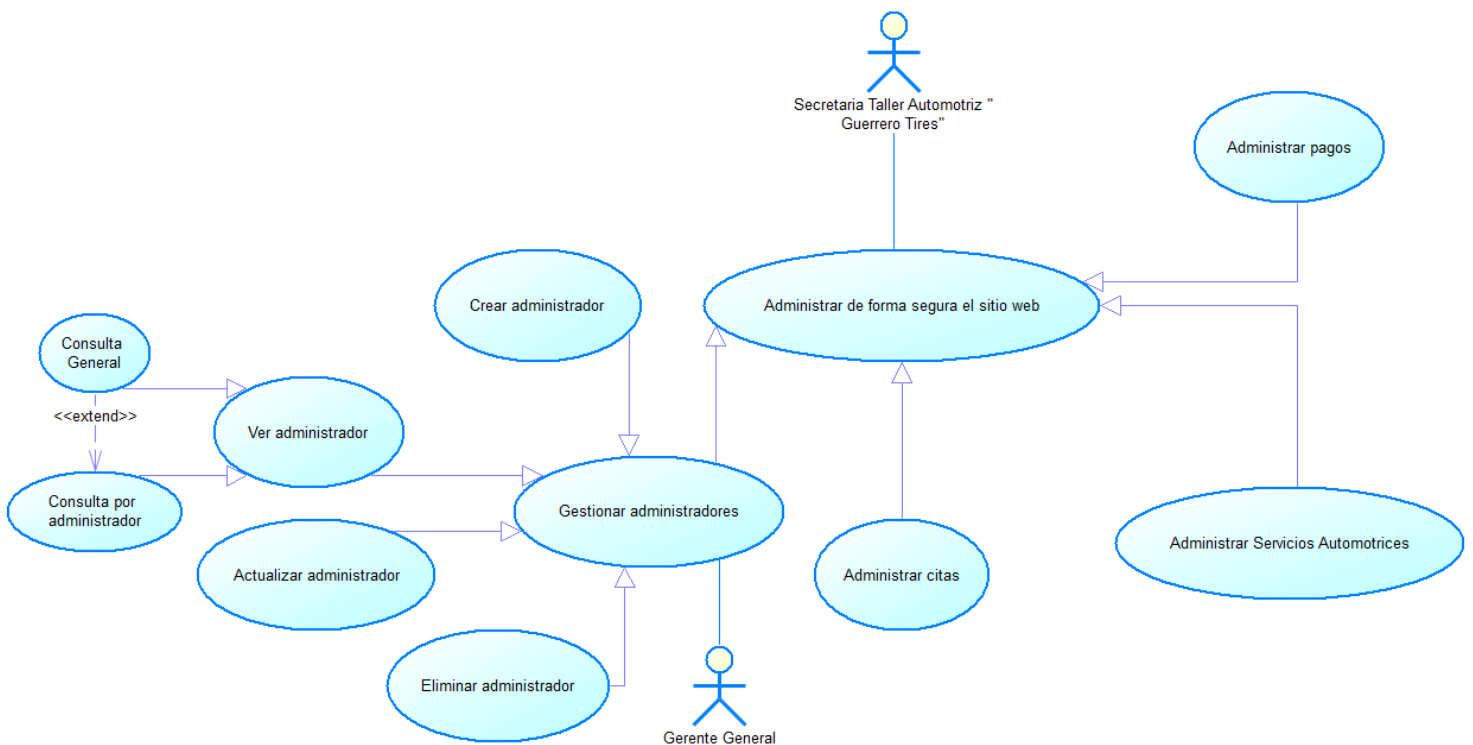 Secretaria Taller Automotriz "
Guerrero Tires"
Administrar pagos
Crear administrador
Administrar de forma segura el sitio web
Consulta
General
<<extend>>
Ver administrador
Consulta por
administrador
Gestionar administradores
Actualizar administrador
Administrar citas
Administrar Servicios Automotrices
Eliminar administrador
Gerente General